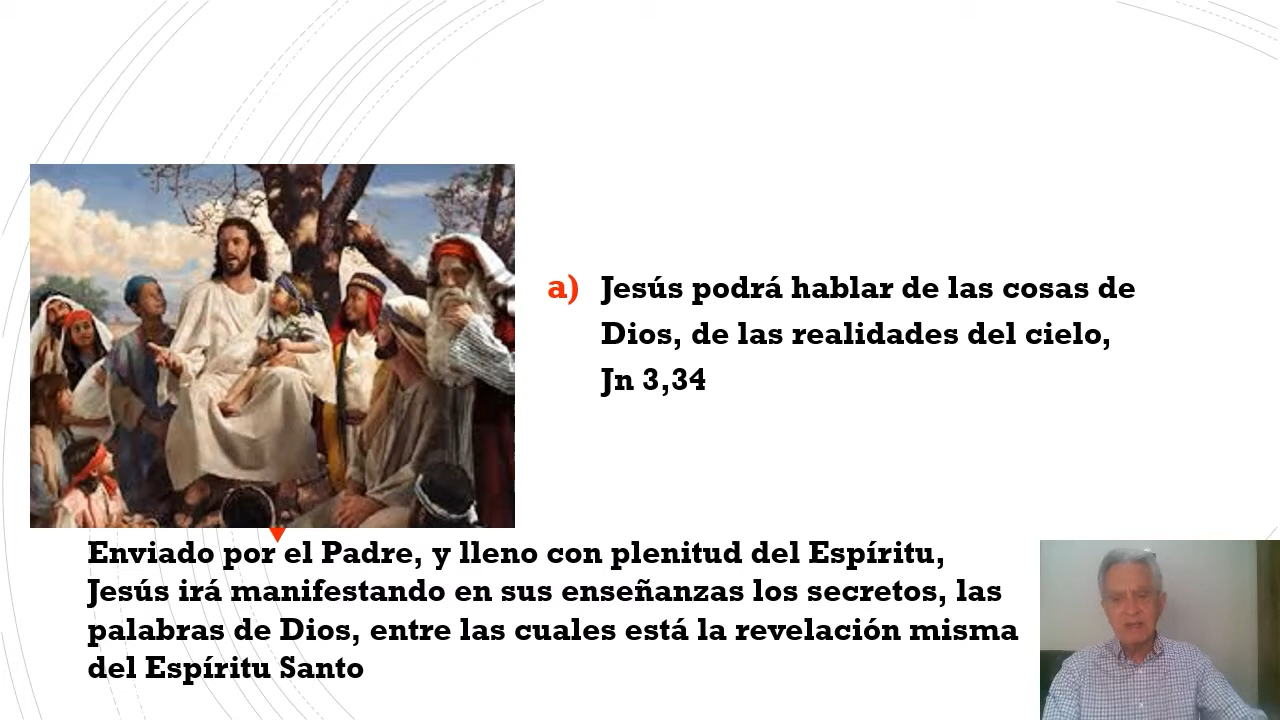 a) Jesús podrá hablar de las cosas de
Dios, de las realidades del cielo,
Jn 3,34
Enviado por el Padre, y lleno con plenitud del Espíritu,
Jesús irá manifestando en sus enseñanzas los secretos, las
palabras de Dios, entre las cuales está la revelación misma
del Espíritu Santo